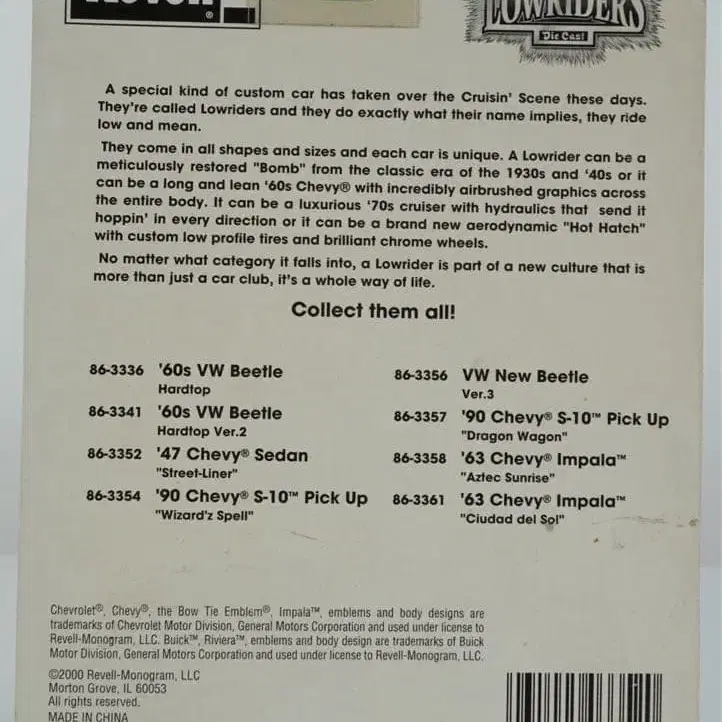 Revell
®
LOWRIDERS
Die Cast
A special kind of custom car has taken over the Cruisin' Scene these days.
They're called Lowriders and they do exactly what their name implies, they ride
low and mean.
They come in all shapes and sizes and each car is unique. A Lowrider can be a
meticulously restored "Bomb" from the classic era of the 1930s and '40s or it
can be a long and lean '60s Chevy® with incredibly airbrushed graphics across
the entire body. It can be a luxurious '70s cruiser with hydraulics that send it
hoppin' in every direction or it can be a brand new aerodynamic "Hot Hatch"
with custom low profile tires and brilliant chrome wheels.
No matter what category it falls into, a Lowrider is part of a new culture that is
more than just a car club, it's a whole way of life.
Collect them all!
86-3336 '60s VW Beetle
Hardtop
86-3341 '60s VW Beetle
Hardtop Ver.2
86-3352 '47 Chevy® Sedan
"Street-Liner"
86-3354 '90 Chevy® S-10™ Pick Up
"Wizard'z Spell"
86-3356 VW New Beetle
Ver.3
86-3357 '90 Chevy® S-10™ Pick Up
"Dragon Wagon"
86-3358 '63 Chevy® Impala™
"Aztec Sunrise"
86-3361 '63 Chevy® Impala™
"Ciudad del Sol"
Chevrolet®, Chevy®, the Bow Tie Emblem®, Impala™, emblems and body designs are
trademarks of Chevrolet Motor Division, General Motors Corporation and used under license to
Revell-Monogram, LLC. Buick™, Riviera™, emblems and body design are trademarks of Buick
Motor Division, General Motors Corporation and used under license to Revell-Monogram, LLC.
©2000 Revell-Monogram, LLC
Morton Grove, IL 60053
All rights reserved.
MADE IN CHINA